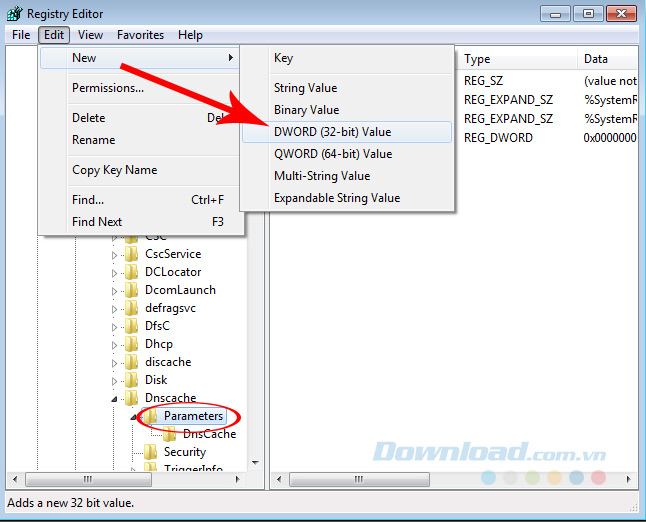 Registry Editor
File Edit View Favorites Help
New
Permissions...
Delete Del
Rename
Copy Key Name
Find... Ctrl+F
Find Next F3
Key
String Value
Binary Value
DWORD (32-bit) Value
QWORD (64-bit) Value
Multi-String Value
Expandable String Value
Type Data
REG_SZ (value not
REG_EXPAND_SZ %SystemR
REG_EXPAND_SZ %SystemR
REG_DWORD 0x0000000
CSC
CscService
DCLocator
DcomLaunch
defragsvc
DfsC
Dhcp
discache
Disk
Dnscache
Parameters
DnsCache
Security
TriggerInfo
Download.com.vn
Adds a new 32 bit value.